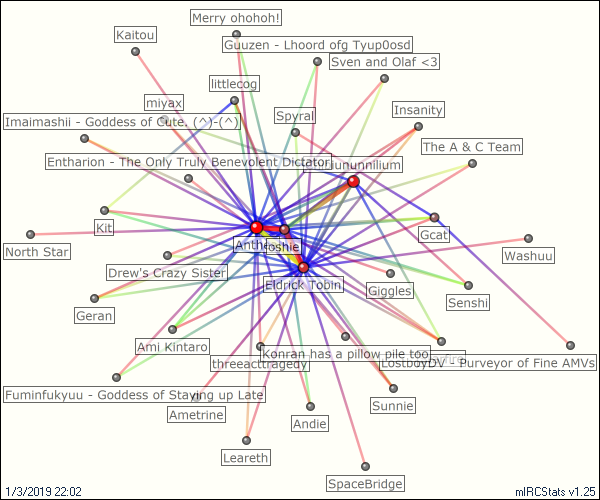 Merry ohohoh!
Kaitou
Guuzen - Lhoord ofg Tyup0osd
Sven and Olaf <3
littlecog
miyax
Insanity
Spyral
Imaimashii - Goddess of Cute. (^)-(^)
The A & C Team
Entharion - The Only Truly Benevolent Dictator
Kit
Gcat
North Star
Washuu
Eldrick Tobin
Drew's Crazy Sister
Giggles
Senshi
Geran
Ami Kintaro
Konran has a pillow pile too
threeacttragedy
LostboyDV - Purveyor of Fine AMVs
Fuminfukyuu - Goddess of Staying up Late
Sunnie
Ametrine
Andie
Leareth
SpaceBridge
1/3/2019 22:02
mIRCStats v1.25